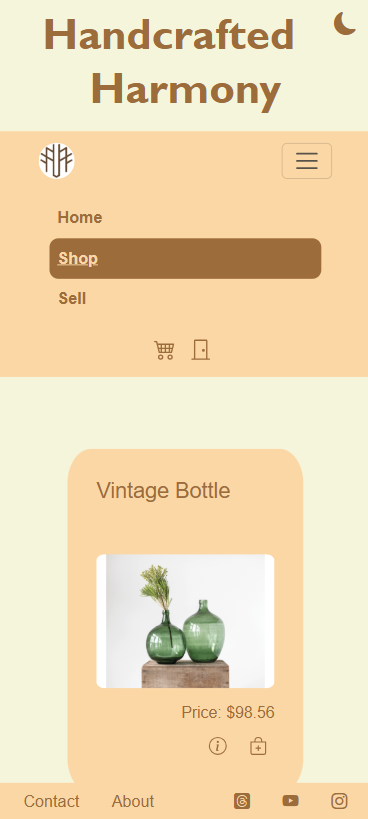 Handcrafted
Harmony
Home
Shop
Sell
Vintage Bottle
Price: $98.56
Contact About